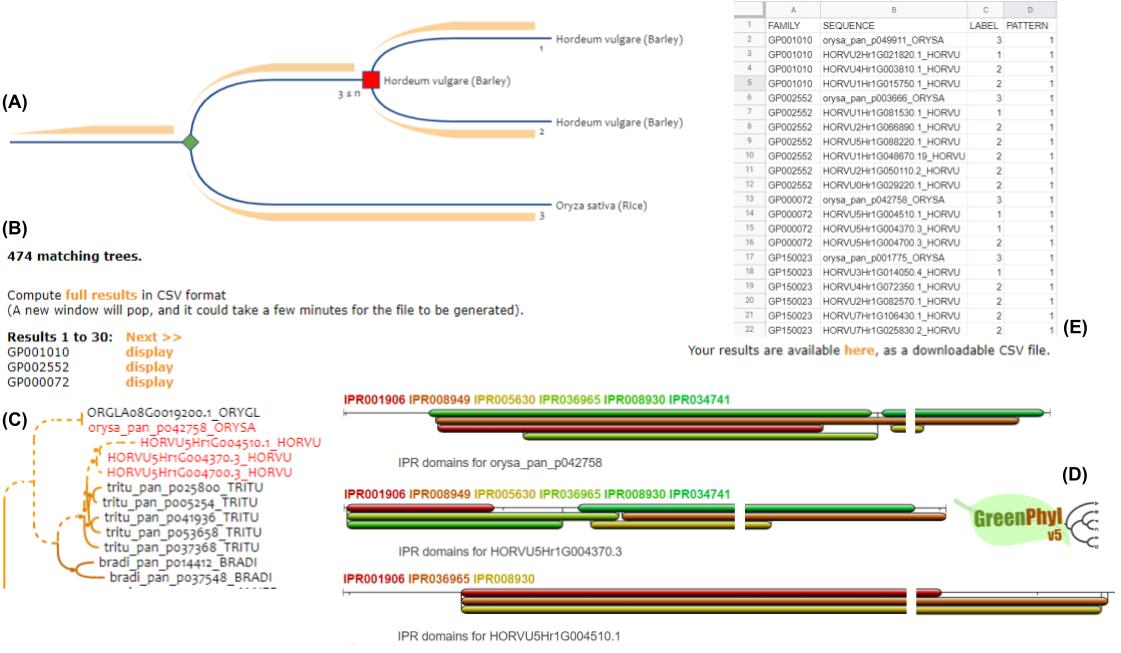 (A)
Hordeum vulgare (Barley)
1
3 ≤ n
Hordeum vulgare (Barley)
Hordeum vulgare (Barley)
2
Oryza sativa (Rice)
3
(B)
474 matching trees.
Compute full results in CSV format
(A new window will pop, and it could take a few minutes for the file to be generated).
Results 1 to 30: Next >>
GP001010 display
GP002552 display
GP000072 display
A B C D
1 FAMILY SEQUENCE LABEL PATTERN
2 GP001010 orysa_pan_p049911_ORYSA 3 1
3 GP001010 HORVU2Hr1G021820.1_HORVU 1 1
4 GP001010 HORVU4Hr1G003810.1_HORVU 2 1
5 GP001010 HORVU1Hr1G015750.1_HORVU 2 1
6 GP002552 orysa_pan_p003666_ORYSA 3 1
7 GP002552 HORVU1Hr1G081530.1_HORVU 1 1
8 GP002552 HORVU2Hr1G066890.1_HORVU 2 1
9 GP002552 HORVU5Hr1G088220.1_HORVU 2 1
10 GP002552 HORVU1Hr1G048670.19_HORVU 2 1
11 GP002552 HORVU2Hr1G050110.2_HORVU 2 1
12 GP002552 HORVU0Hr1G029220.1_HORVU 2 1
13 GP000072 orysa_pan_p042758_ORYSA 3 1
14 GP000072 HORVU5Hr1G004510.1_HORVU 1 1
15 GP000072 HORVU5Hr1G004370.3_HORVU 1 1
16 GP000072 HORVU5Hr1G004700.3_HORVU 2 1
17 GP150023 orysa_pan_p001775_ORYSA 3 1
18 GP150023 HORVU3Hr1G014050.4_HORVU 1 1
19 GP150023 HORVU4Hr1G072350.1_HORVU 2 1
20 GP150023 HORVU2Hr1G082570.1_HORVU 2 1
21 GP150023 HORVU7Hr1G106430.1_HORVU 2 1
22 GP150023 HORVU7Hr1G025830.2_HORVU 2 1
(E)
Your results are available here, as a downloadable CSV file.
(C)
ORGLA08G0019200.1_ORYGL
orysa_pan_p042758_ORYSA
HORVU5Hr1G004510.1_HORVU
HORVU5Hr1G004370.3_HORVU
HORVU5Hr1G004700.3_HORVU
tritu_pan_p025800_TRITU
tritu_pan_p005254_TRITU
tritu_pan_p041936_TRITU
tritu_pan_p053658_TRITU
tritu_pan_p037368_TRITU
bradi_pan_p014412_BRADI
bradi_pan_p037548_BRADI
IPR001906 IPR008949 IPR005630 IPR036965 IPR008930 IPR034741
IPR domains for orysa_pan_p042758
(D)
IPR001906 IPR008949 IPR005630 IPR036965 IPR008930 IPR034741
IPR domains for HORVU5Hr1G004370.3
GreenPhyl
v5
IPR001906 IPR036965 IPR008930
IPR domains for HORVU5Hr1G004510.1